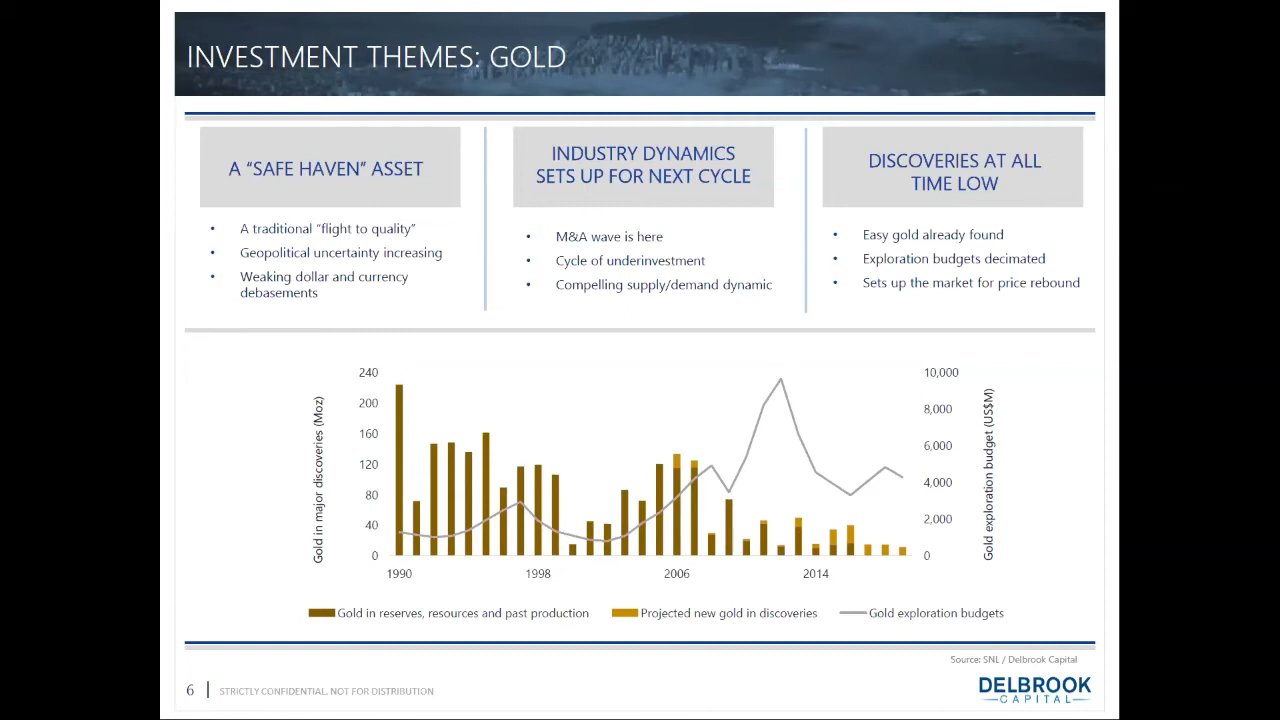 INVESTMENT THEMES: GOLD
A “SAFE HAVEN” ASSET
• A traditional “flight to quality”
• Geopolitical uncertainty increasing
• Weaking dollar and currency
debasements
INDUSTRY DYNAMICS
SETS UP FOR NEXT CYCLE
• M&A wave is here
• Cycle of underinvestment
• Compelling supply/demand dynamic
DISCOVERIES AT ALL
TIME LOW
• Easy gold already found
• Exploration budgets decimated
• Sets up the market for price rebound
Gold in major discoveries (Moz)
240
200
160
120
80
40
0
1990
1998
2006
2014
10,000
8,000
6,000
4,000
2,000
0
Gold exploration budget (US$M)
Gold in reserves, resources and past production
Projected new gold in discoveries
Gold exploration budgets
Source: SNL / Delbrook Capital
6
STRICTLY CONFIDENTIAL. NOT FOR DISTRIBUTION
DELBROOK
CAPITAL